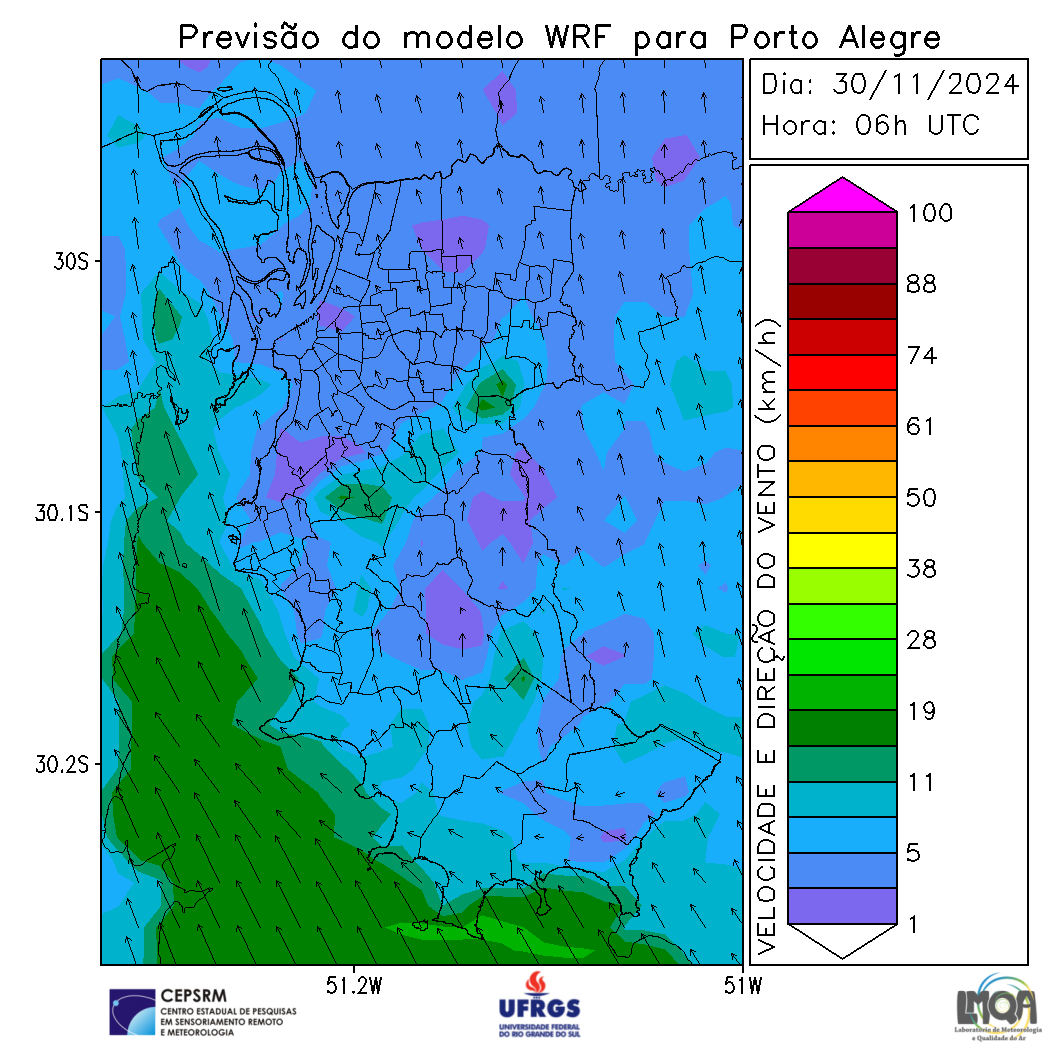 Previsão do modelo WRF para Porto Alegre
Dia: 30/11/2024
Hora: 06h UTC
30S
30.1S
30.2S
51.2W
51W
VELOCIDADE E DIREÇÃO DO VENTO (km/h)
100
88
74
61
50
38
28
19
11
5
1
CEPSRM
CENTRO ESTADUAL DE PESQUISAS
EM SENSORIAMENTO REMOTO
E METEOROLOGIA
UFRGS
UNIVERSIDADE FEDERAL
DO RIO GRANDE DO SUL
LMQA
Laboratório de Meteorologia
e Qualidade do Ar